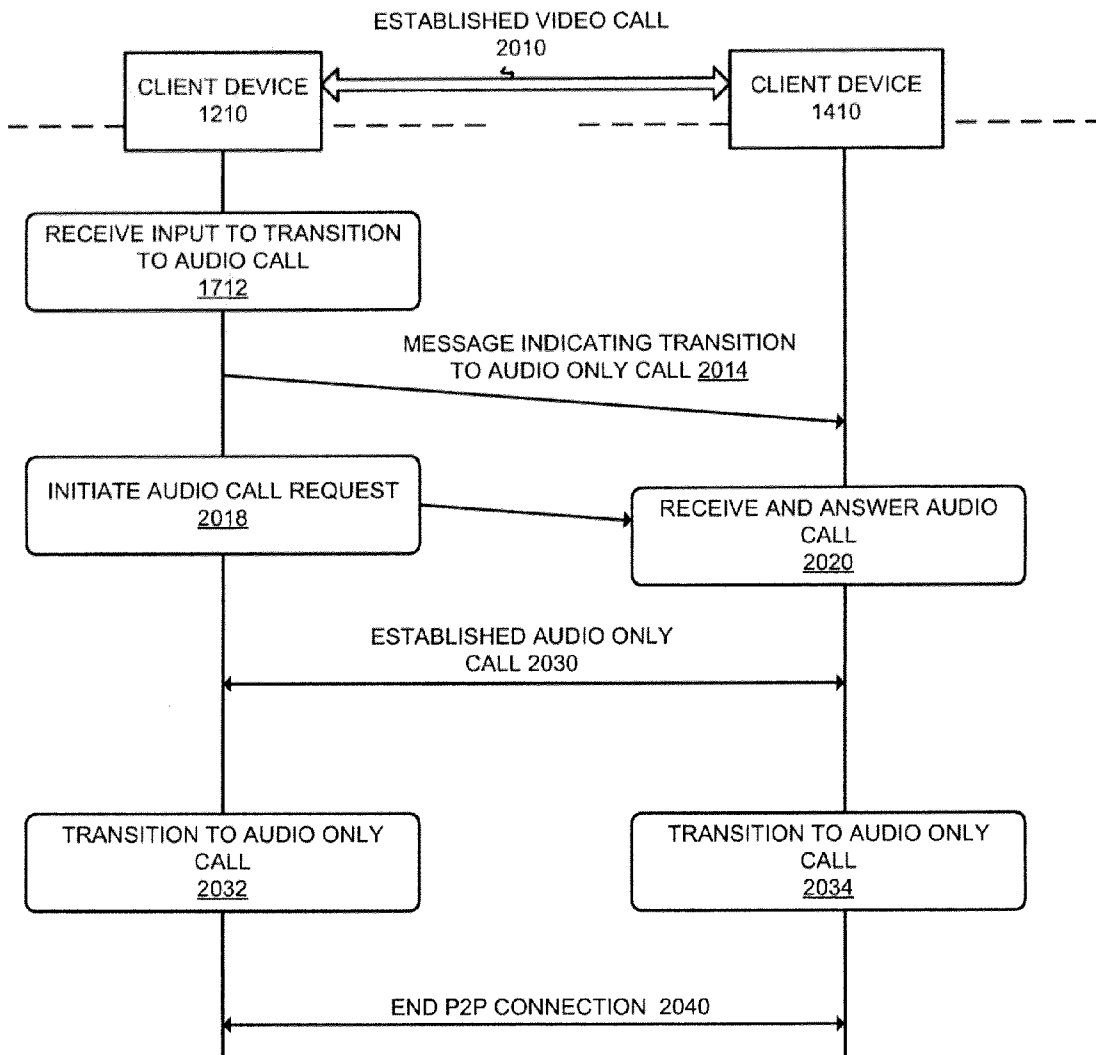 ESTABLISHED VIDEO CALL
2010
CLIENT DEVICE
1210
CLIENT DEVICE
1410
RECEIVE INPUT TO TRANSITION
TO AUDIO CALL
1712
MESSAGE INDICATING TRANSITION
TO AUDIO ONLY CALL 2014
INITIATE AUDIO CALL REQUEST
2018
RECEIVE AND ANSWER AUDIO
CALL
2020
ESTABLISHED AUDIO ONLY
CALL 2030
TRANSITION TO AUDIO ONLY
CALL
2032
TRANSITION TO AUDIO ONLY
CALL
2034
END P2P CONNECTION 2040